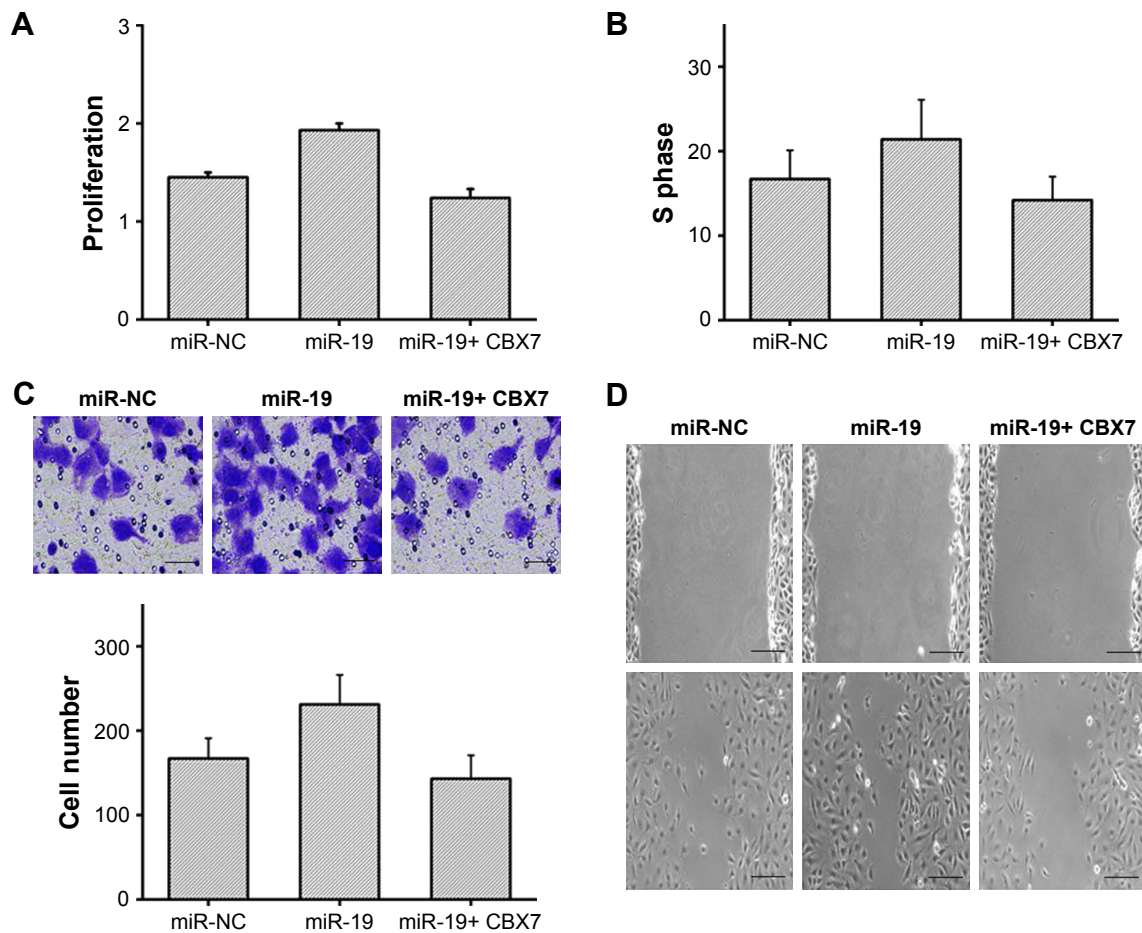 A
3
2
1
0
Proliferation
miR-NC
miR-19
miR-19+ CBX7
B
30
20
10
0
S phase
miR-NC
miR-19
miR-19+ CBX7
C
miR-NC
miR-19
miR-19+ CBX7
300
200
100
0
Cell number
miR-NC
miR-19
miR-19+ CBX7
D
miR-NC
miR-19
miR-19+ CBX7